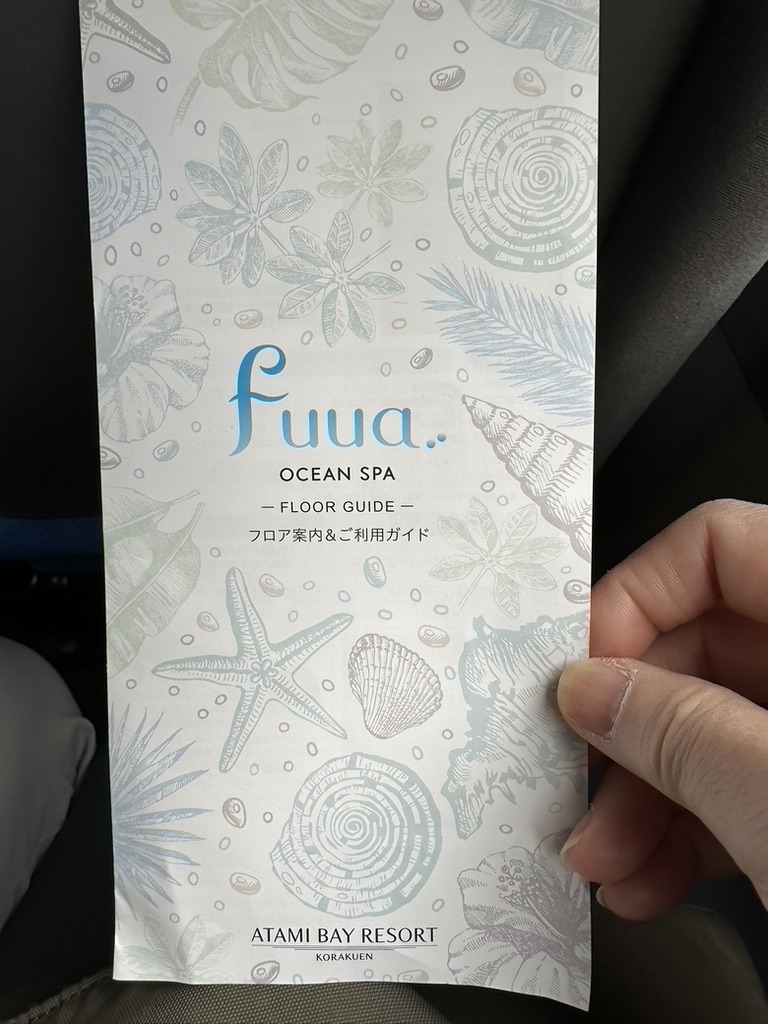 fuua
OCEAN SPA
— FLOOR GUIDE —
フロア案内&ご利用ガイド
ATAMI BAY RESORT
KORAKUEN